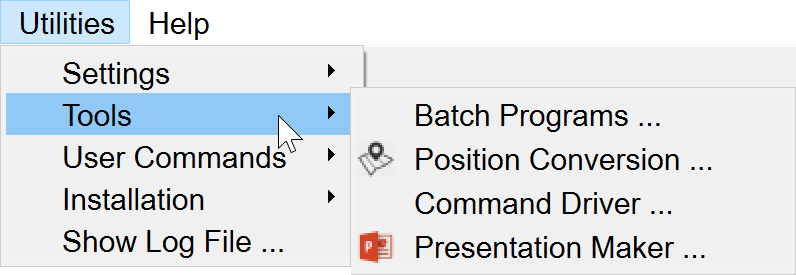 Utilities Help
Settings
Tools
User Commands
Installation
Show Log File ...
Batch Programs ...
Position Conversion ...
Command Driver ...
P
Presentation Maker ...